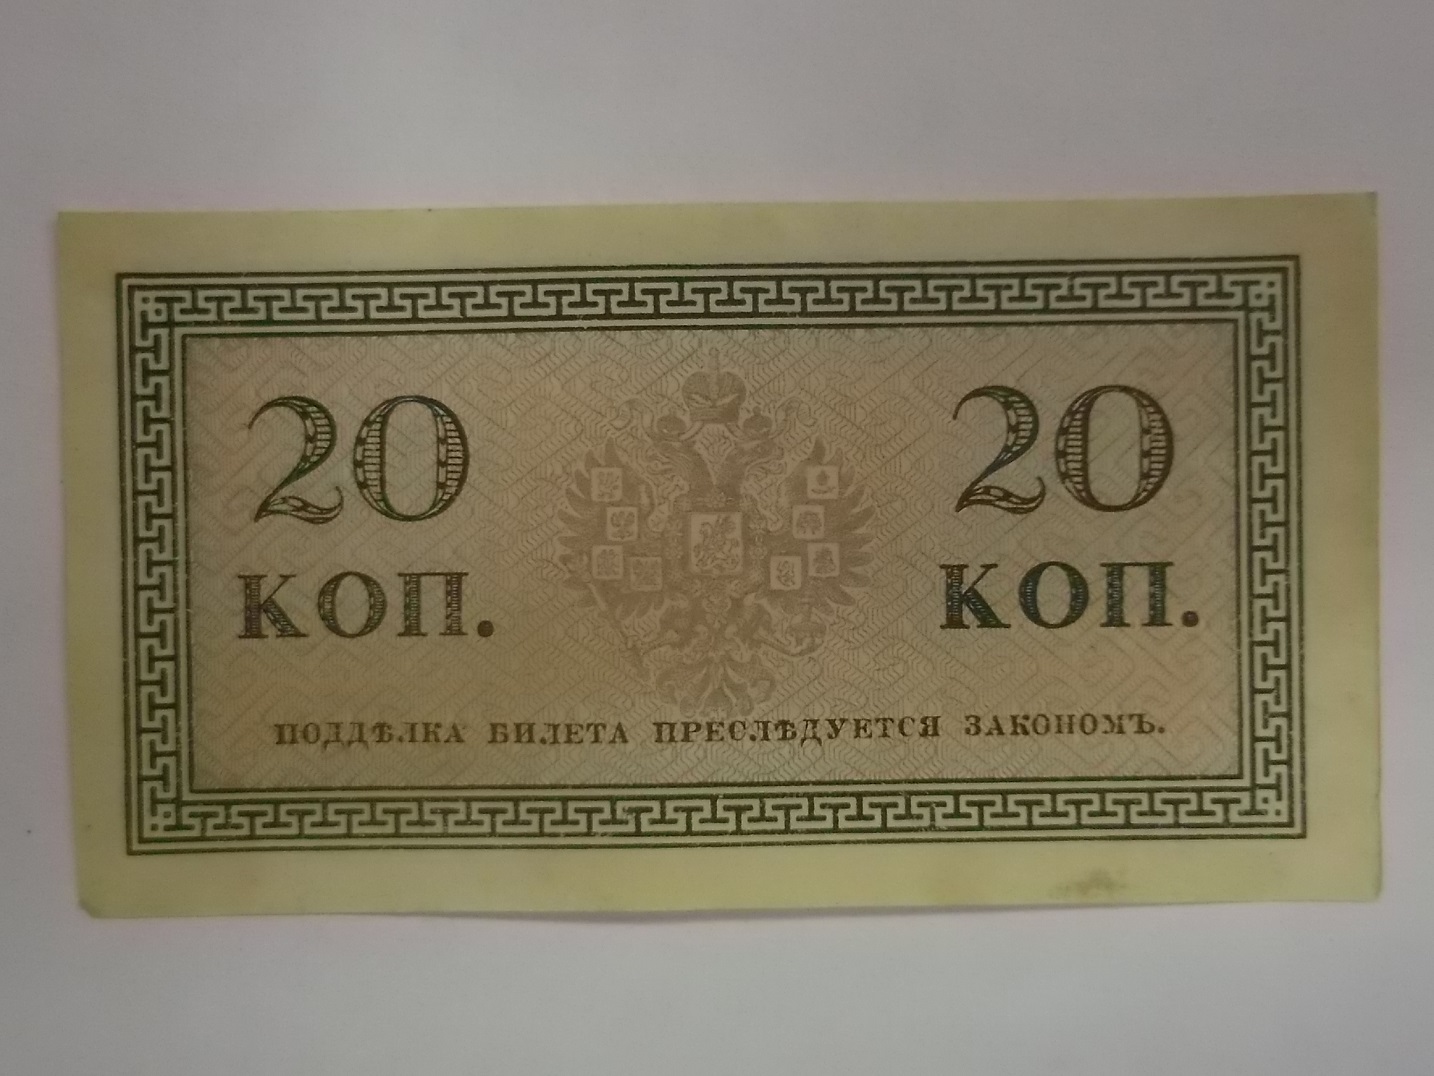 20 20
КОП. КОП.
ПОДДѢЛКА БИЛЕТА ПРЕСЛѢДУЕТСЯ ЗАКОНОМЪ.